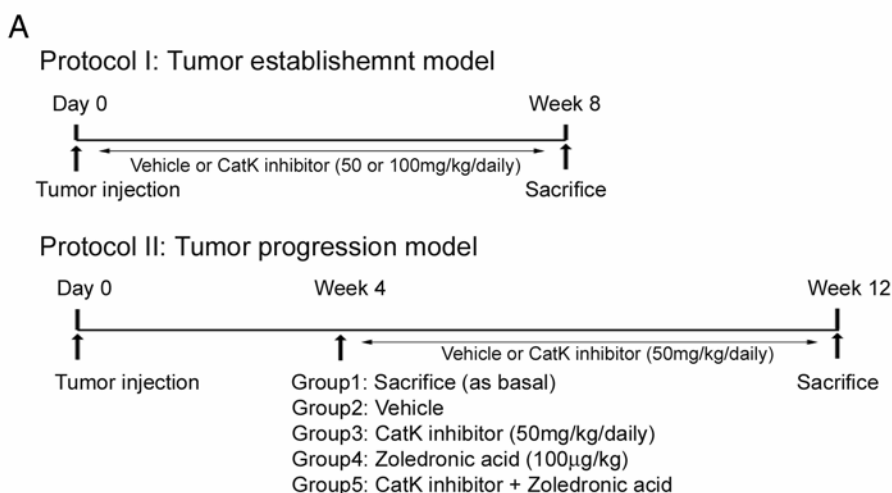 A
Protocol I: Tumor establishemnt model
Day 0 Week 8
Vehicle or CatK inhibitor (50 or 100mg/kg/daily)
Tumor injection Sacrifice
Protocol II: Tumor progression model
Day 0 Week 4 Week 12
Vehicle or CatK inhibitor (50mg/kg/daily)
Tumor injection Group1: Sacrifice (as basal) Sacrifice
Group2: Vehicle
Group3: CatK inhibitor (50mg/kg/daily)
Group4: Zoledronic acid (100μg/kg)
Group5: CatK inhibitor + Zoledronic acid